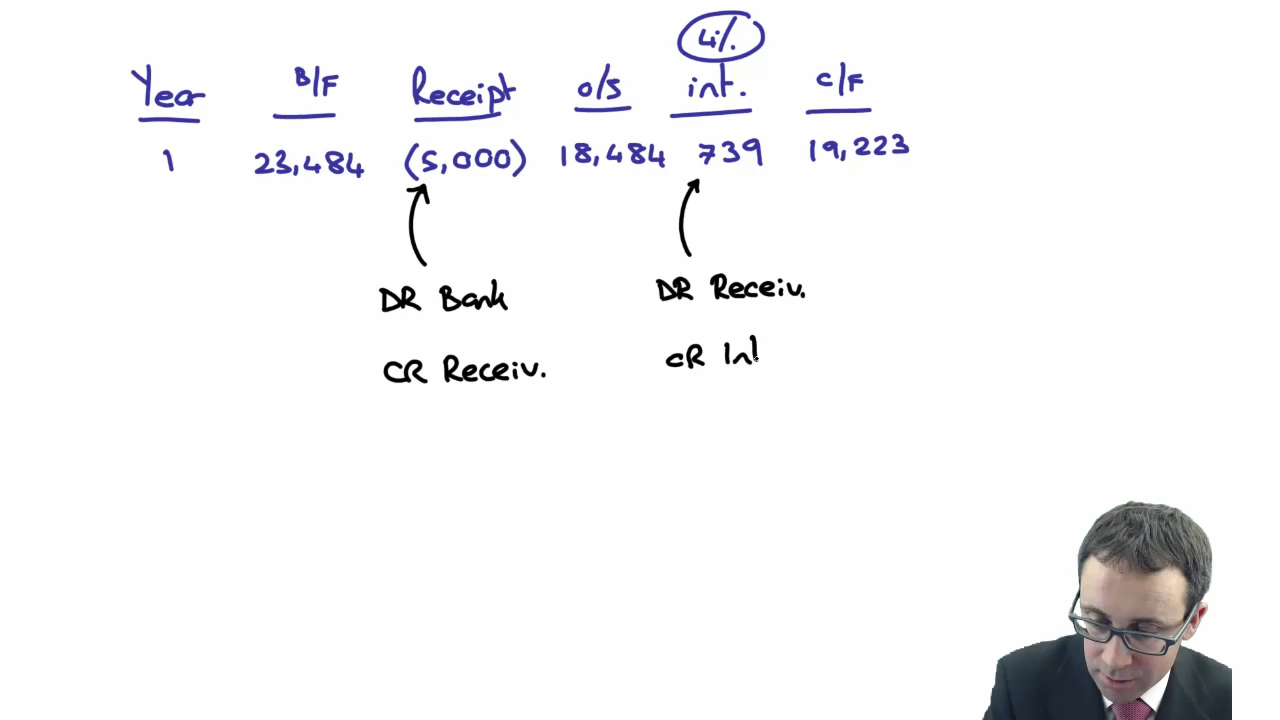 4%
Year B/F Receipt o/s int. C/F
1 23,484 (5,000) 18,484 739 19,223
DR Bank DR Receiv.
CR Receiv. CR Int